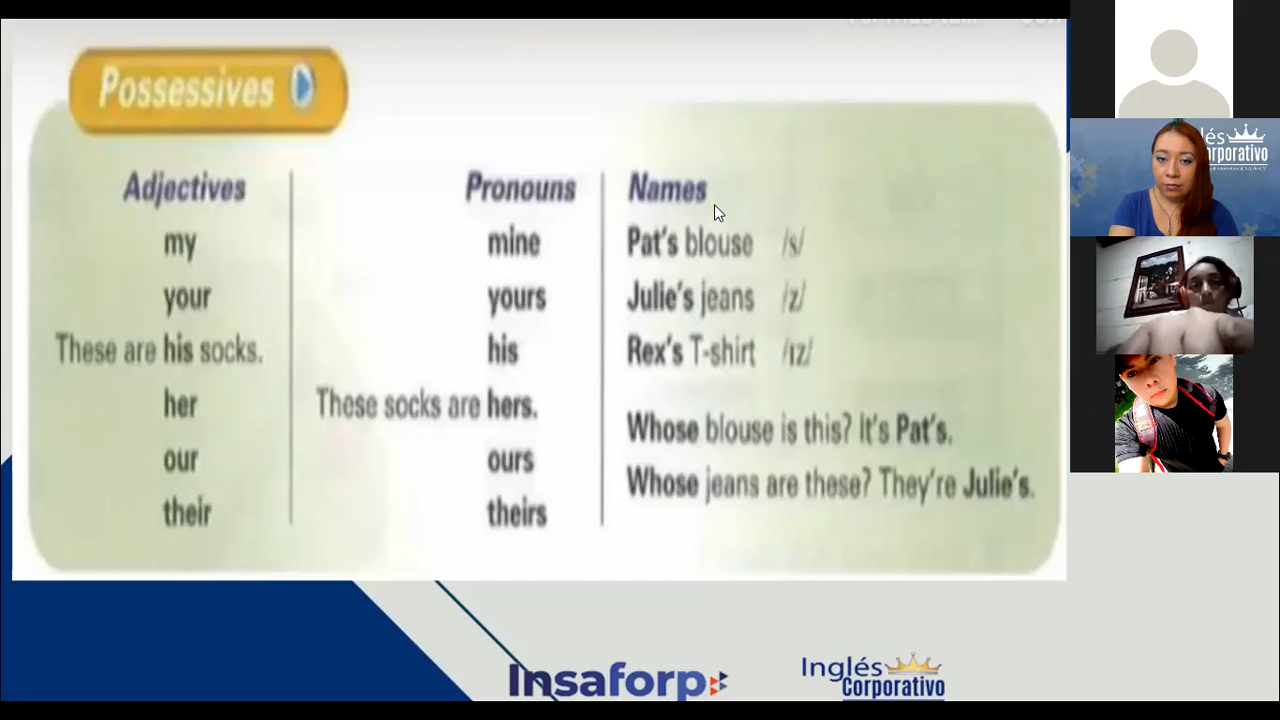 Possessives
Adjectives
my
your
These are his socks.
her
our
their
Pronouns
mine
yours
his
These socks are hers.
ours
theirs
Names
Pat's blouse /s/
Julie's jeans /z/
Rex's T-shirt /ɪz/
Whose blouse is this? It's Pat's.
Whose jeans are these? They're Julie's.
Insaforp
Inglés
Corporativo
lés
orporativo